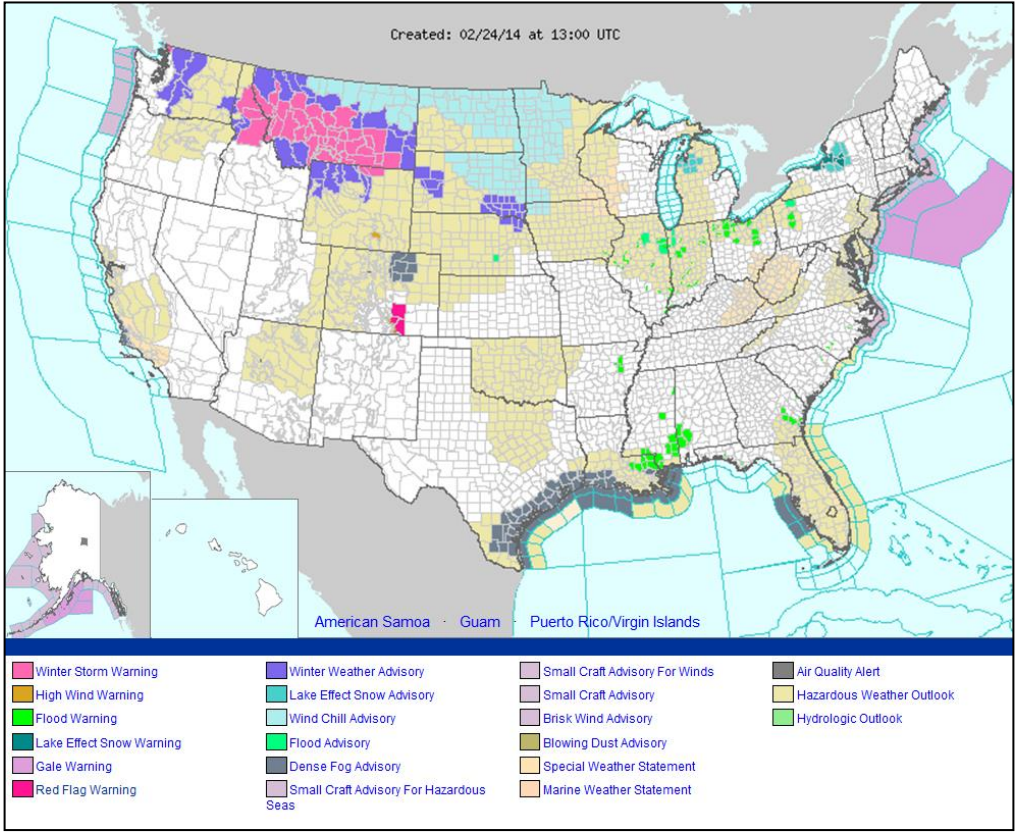 Created: 02/24/14 at 13:00 UTC
American Samoa · Guam · Puerto Rico/Virgin Islands
Winter Storm Warning
High Wind Warning
Flood Warning
Lake Effect Snow Warning
Gale Warning
Red Flag Warning
Winter Weather Advisory
Lake Effect Snow Advisory
Wind Chill Advisory
Flood Advisory
Dense Fog Advisory
Small Craft Advisory For Hazardous
Seas
Small Craft Advisory For Winds
Small Craft Advisory
Brisk Wind Advisory
Blowing Dust Advisory
Special Weather Statement
Marine Weather Statement
Air Quality Alert
Hazardous Weather Outlook
Hydrologic Outlook